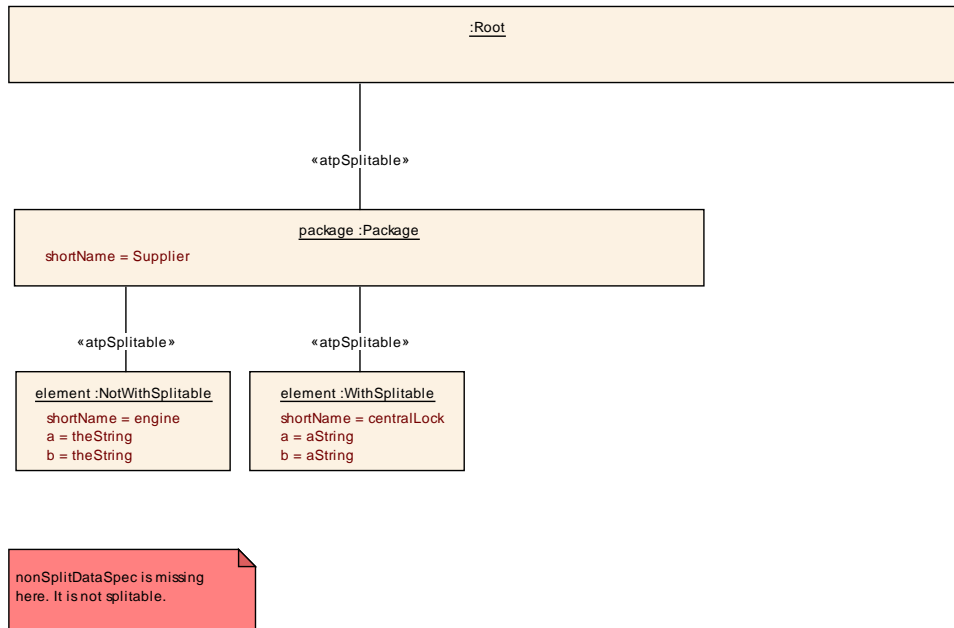 :Root
«atpSplitable»
package :Package
shortName = Supplier
«atpSplitable»
«atpSplitable»
element :NotWithSplitable
shortName = engine
a = theString
b = theString
element :WithSplitable
shortName = centralLock
a = aString
b = aString
nonSplitDataSpec is missing
here. It is not splitable.